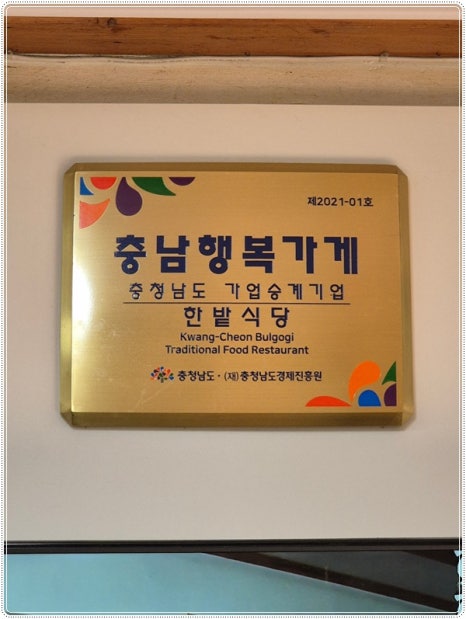 제2021-01호
충남행복가게
충청남도 가업승계기업
한밭식당
Kwang-Cheon Bulgogi
Traditional Food Restaurant
충청남도 · (재)충청남도경제진흥원